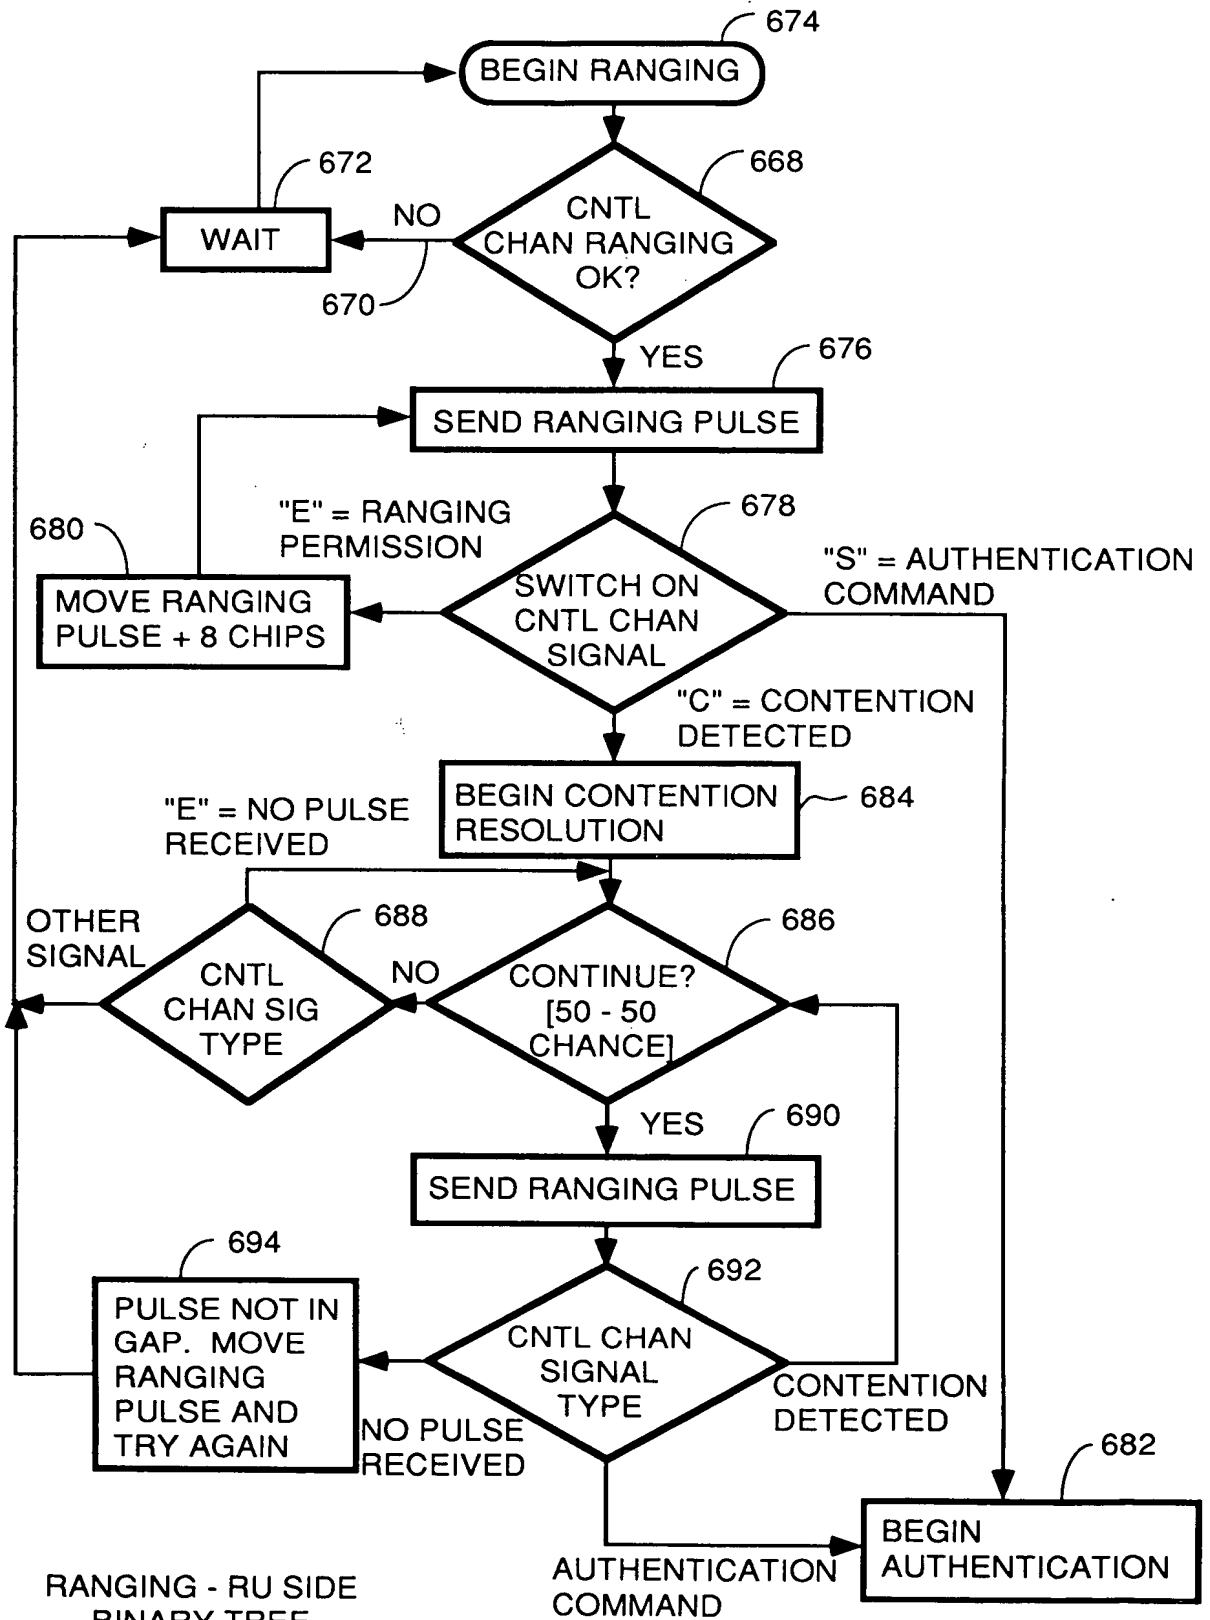 674
BEGIN RANGING
672
668
WAIT
NO
CNTL
CHAN RANGING
OK?
670
YES
676
SEND RANGING PULSE
680
"E" = RANGING
PERMISSION
678
"S" = AUTHENTICATION
COMMAND
MOVE RANGING
PULSE + 8 CHIPS
SWITCH ON
CNTL CHAN
SIGNAL
"C" = CONTENTION
DETECTED
"E" = NO PULSE
RECEIVED
BEGIN CONTENTION
RESOLUTION
684
OTHER
SIGNAL
688
686
CNTL
CHAN SIG
TYPE
NO
CONTINUE?
[50 - 50
CHANCE]
YES
690
SEND RANGING PULSE
694
692
PULSE NOT IN
GAP. MOVE
RANGING
PULSE AND
TRY AGAIN
CNTL CHAN
SIGNAL
TYPE
CONTENTION
DETECTED
NO PULSE
RECEIVED
682
BEGIN
AUTHENTICATION
AUTHENTICATION
COMMAND
RANGING - RU SIDE
BINARY TREE